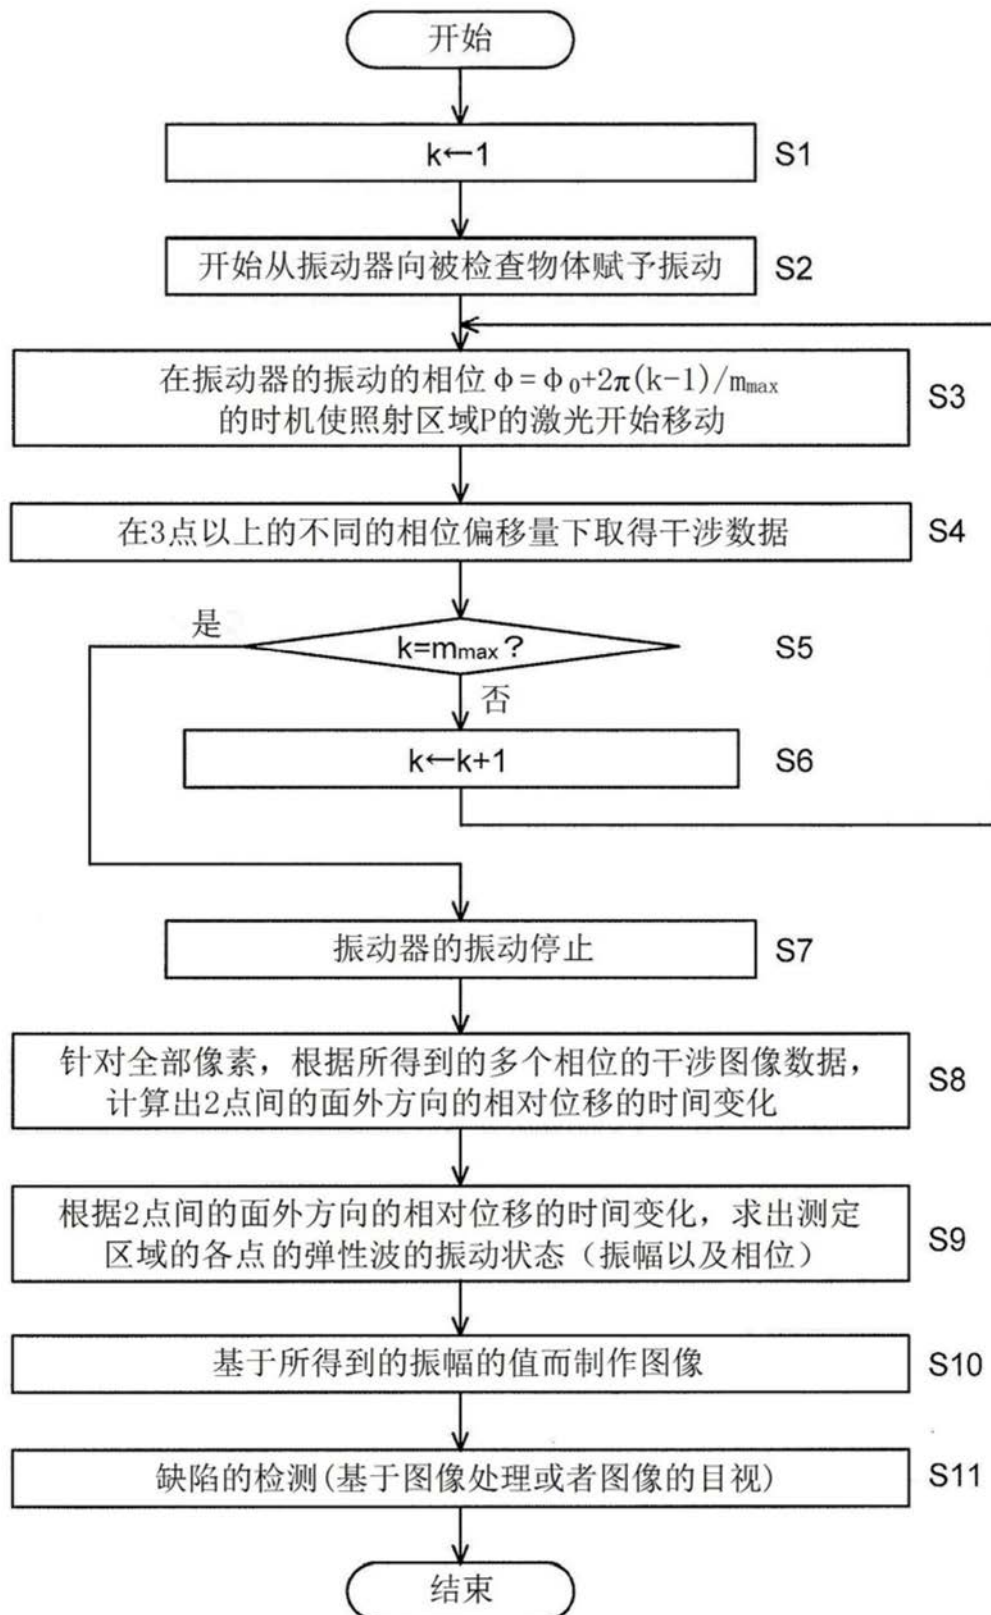 开始
k←1
S1
开始从振动器向被检查物体赋予振动
S2
在振动器的振动的相位φ=φ₀+2π(k-1)/mmax
的时机使照射区域P的激光开始移动
S3
在3点以上的不同的相位偏移量下取得干涉数据
S4
是
k=mmax?
S5
否
k←k+1
S6
振动器的振动停止
S7
针对全部像素，根据所得到的多个相位的干涉图像数据，
计算出2点间的面外方向的相对位移的时间变化
S8
根据2点间的面外方向的相对位移的时间变化，求出测定
区域的各点的弹性波的振动状态（振幅以及相位）
S9
基于所得到的振幅的值而制作图像
S10
缺陷的检测(基于图像处理或者图像的目视)
S11
结束